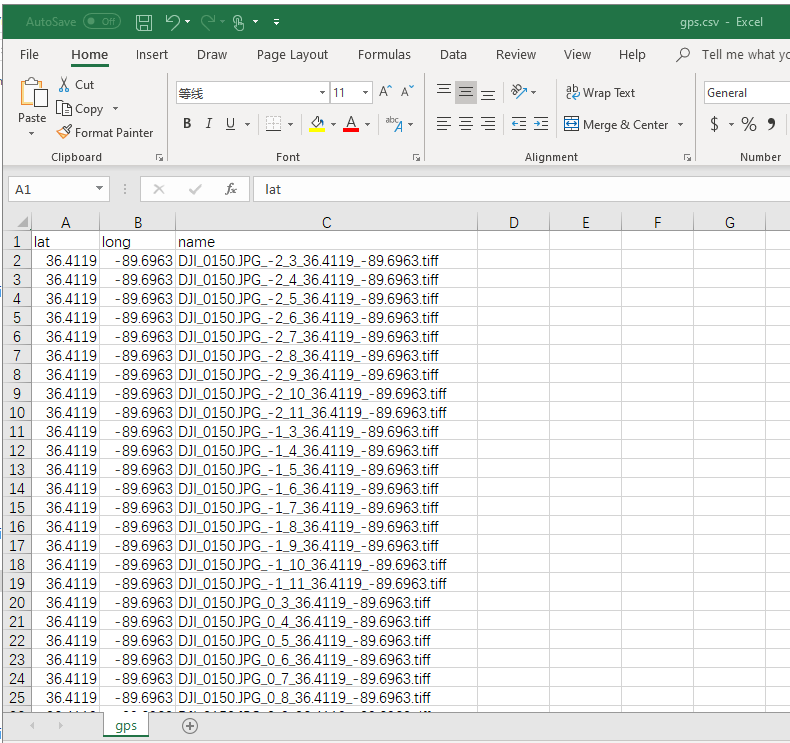 AutoSave Off gps.csv - Excel
File Home Insert Draw Page Layout Formulas Data Review View Help Tell me what yo
Paste
Cut
Copy
Format Painter
Clipboard
等线 11
B I U A
Font
ab Wrap Text
Merge & Center
Alignment
General
$ % ,
Number
A1 fx lat
A B C D E F G
1 lat long name
2 36.4119 -89.6963 DJI_0150.JPG_-2_3_36.4119_-89.6963.tiff
3 36.4119 -89.6963 DJI_0150.JPG_-2_4_36.4119_-89.6963.tiff
4 36.4119 -89.6963 DJI_0150.JPG_-2_5_36.4119_-89.6963.tiff
5 36.4119 -89.6963 DJI_0150.JPG_-2_6_36.4119_-89.6963.tiff
6 36.4119 -89.6963 DJI_0150.JPG_-2_7_36.4119_-89.6963.tiff
7 36.4119 -89.6963 DJI_0150.JPG_-2_8_36.4119_-89.6963.tiff
8 36.4119 -89.6963 DJI_0150.JPG_-2_9_36.4119_-89.6963.tiff
9 36.4119 -89.6963 DJI_0150.JPG_-2_10_36.4119_-89.6963.tiff
10 36.4119 -89.6963 DJI_0150.JPG_-2_11_36.4119_-89.6963.tiff
11 36.4119 -89.6963 DJI_0150.JPG_-1_3_36.4119_-89.6963.tiff
12 36.4119 -89.6963 DJI_0150.JPG_-1_4_36.4119_-89.6963.tiff
13 36.4119 -89.6963 DJI_0150.JPG_-1_5_36.4119_-89.6963.tiff
14 36.4119 -89.6963 DJI_0150.JPG_-1_6_36.4119_-89.6963.tiff
15 36.4119 -89.6963 DJI_0150.JPG_-1_7_36.4119_-89.6963.tiff
16 36.4119 -89.6963 DJI_0150.JPG_-1_8_36.4119_-89.6963.tiff
17 36.4119 -89.6963 DJI_0150.JPG_-1_9_36.4119_-89.6963.tiff
18 36.4119 -89.6963 DJI_0150.JPG_-1_10_36.4119_-89.6963.tiff
19 36.4119 -89.6963 DJI_0150.JPG_-1_11_36.4119_-89.6963.tiff
20 36.4119 -89.6963 DJI_0150.JPG_0_3_36.4119_-89.6963.tiff
21 36.4119 -89.6963 DJI_0150.JPG_0_4_36.4119_-89.6963.tiff
22 36.4119 -89.6963 DJI_0150.JPG_0_5_36.4119_-89.6963.tiff
23 36.4119 -89.6963 DJI_0150.JPG_0_6_36.4119_-89.6963.tiff
24 36.4119 -89.6963 DJI_0150.JPG_0_7_36.4119_-89.6963.tiff
25 36.4119 -89.6963 DJI_0150.JPG_0_8_36.4119_-89.6963.tiff
gps